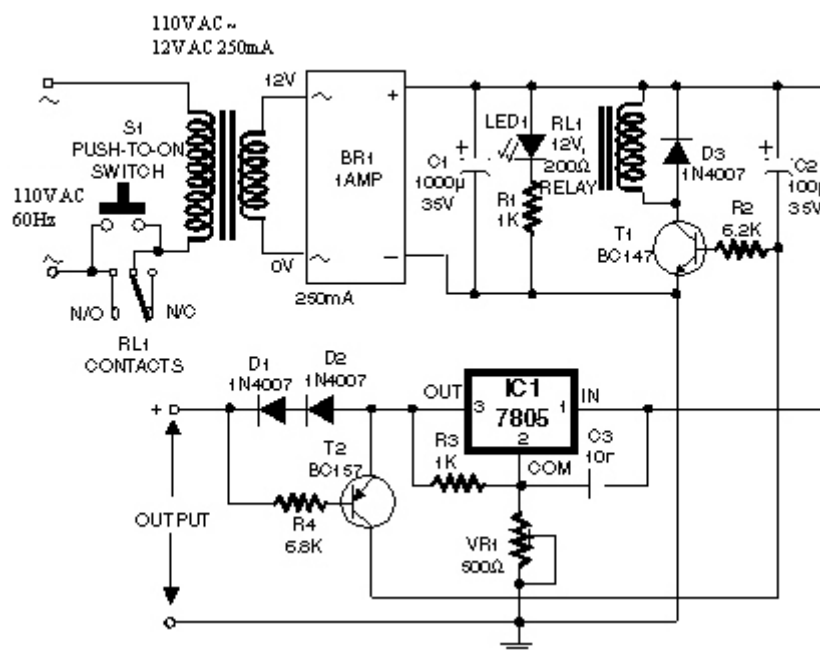 110VAC ~
12VAC 250mA
S1
PUSH-TO-ON
SWITCH
110VAC
60Hz
N/O
N/C
RL1
CONTACTS
12V
0V
~
+
BR1
1AMP
~
–
250mA
+
C1
1000µ
35V
LED1
R1
1K
RL1
12V,
200Ω
RELAY
D3
1N4007
T1
BC147
R2
6.2K
+
C2
100µ
35V
D1
1N4007
D2
1N4007
+
OUTPUT
T2
BC157
R4
6.8K
OUT
IC1
7805
IN
3
1
2
COM
R3
1K
C3
VR1
500Ω